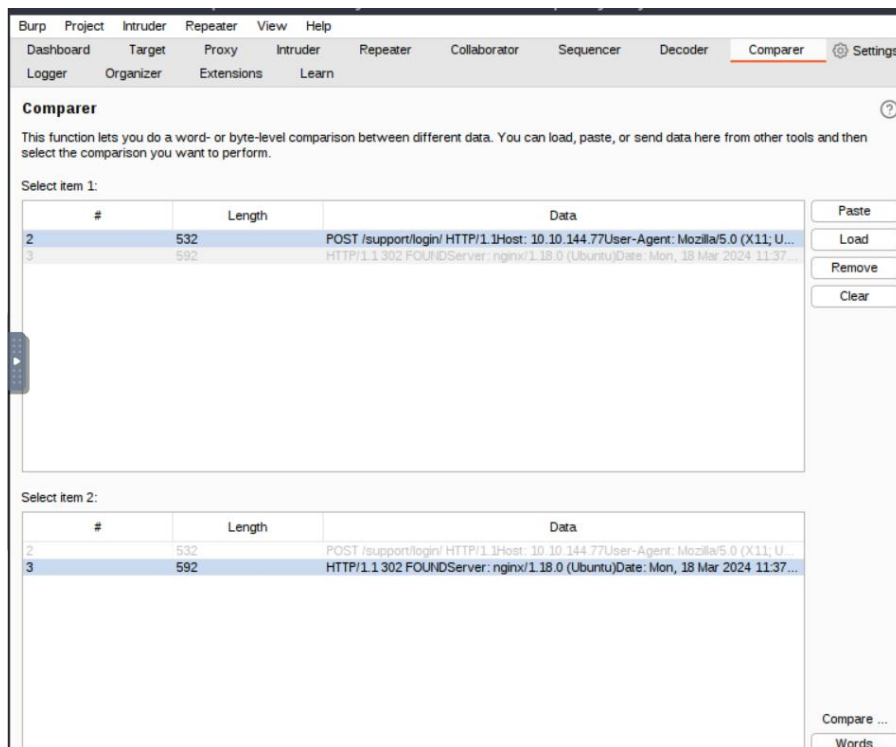 Burp Project Intruder Repeater View Help
Dashboard Target Proxy Intruder Repeater Collaborator Sequencer Decoder Comparer Settings
Logger Organizer Extensions Learn
Comparer
This function lets you do a word- or byte-level comparison between different data. You can load, paste, or send data here from other tools and then
select the comparison you want to perform.
Select item 1:
# Length Data
Paste
2 532 POST /support/login/ HTTP/1.1Host: 10.10.144.77User-Agent: Mozilla/5.0 (X11; U...
Load
3 592 HTTP/1.1 302 FOUNDServer: nginx/1.18.0 (Ubuntu)Date: Mon, 18 Mar 2024 11:37...
Remove
Clear
Select item 2:
# Length Data
2 532 POST /support/login/ HTTP/1.1Host: 10.10.144.77User-Agent: Mozilla/5.0 (X11; U...
3 592 HTTP/1.1 302 FOUNDServer: nginx/1.18.0 (Ubuntu)Date: Mon, 18 Mar 2024 11:37...
Compare ...
Words